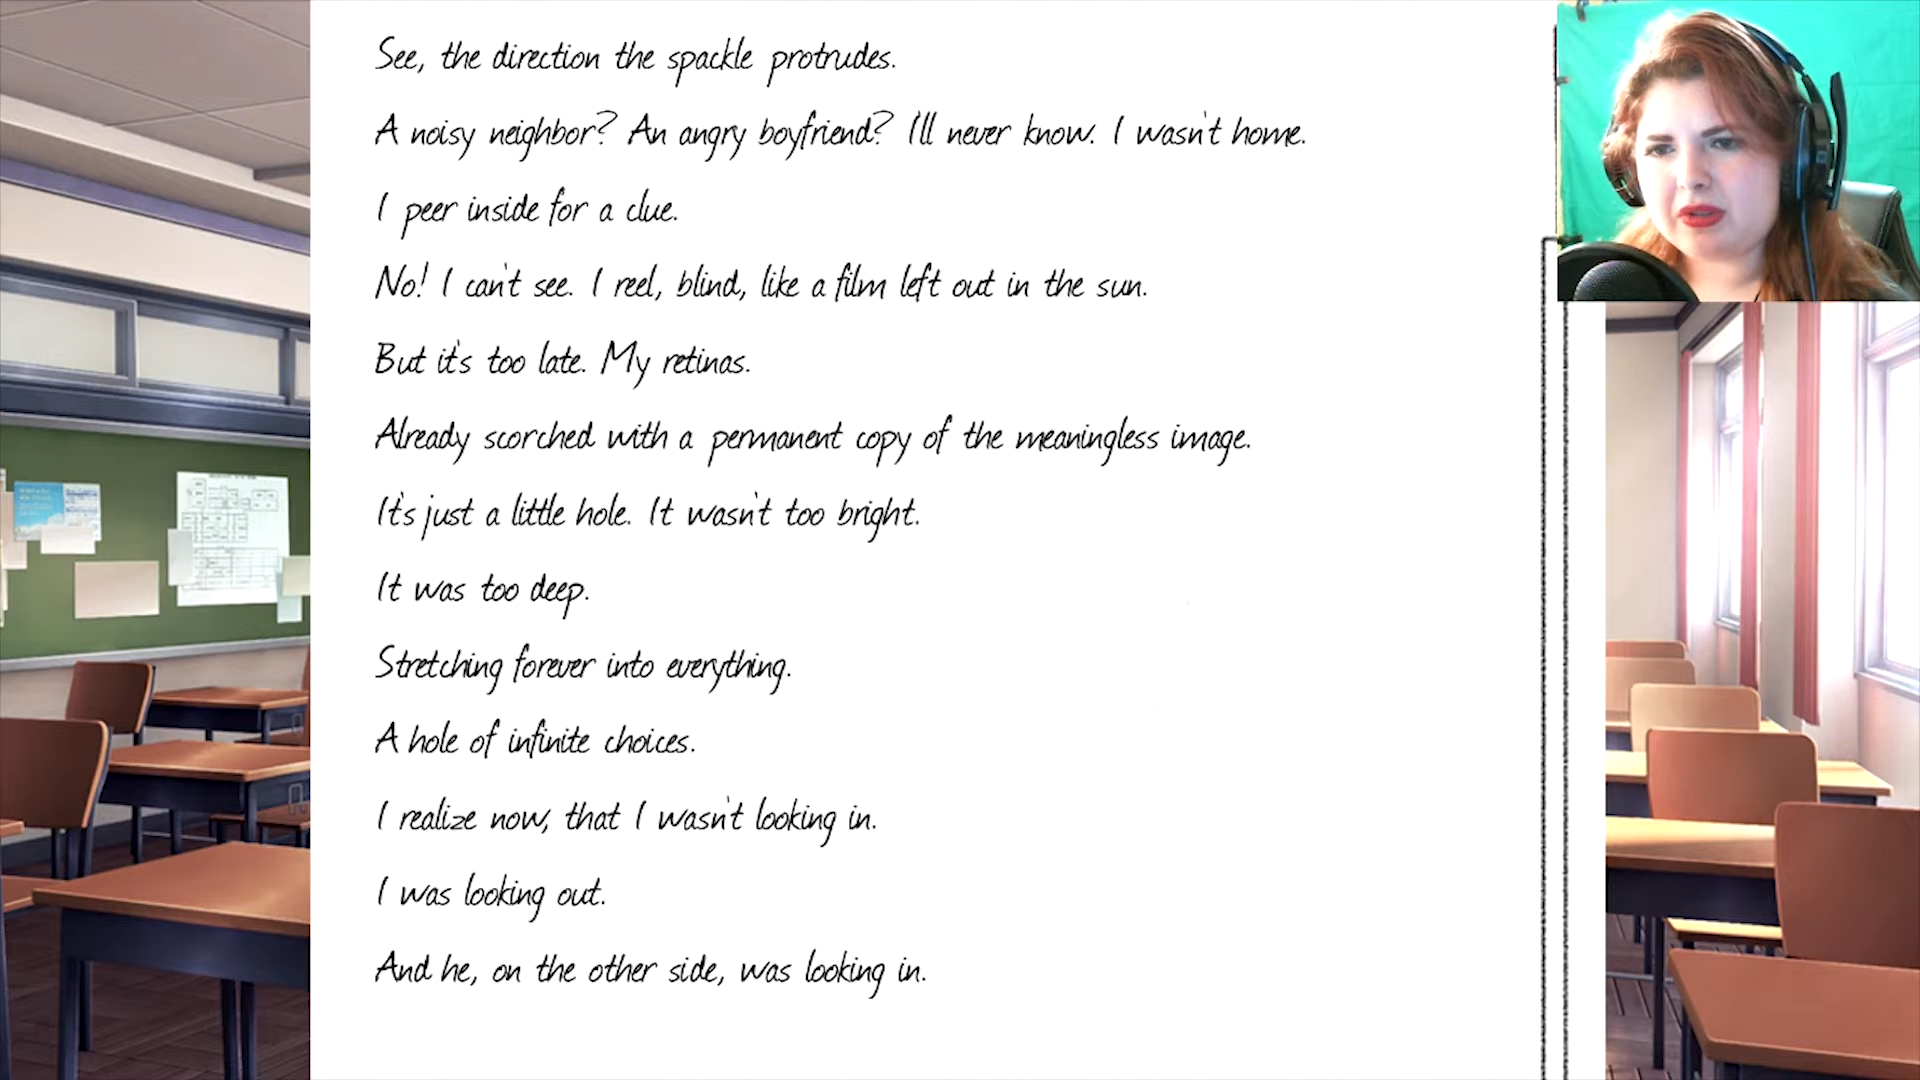 See, the direction the spackle protrudes.
A noisy neighbor? An angry boyfriend? I'll never know. I wasn't home.
I peer inside for a clue.
No! I can't see. I reel, blind, like a film left out in the sun.
But it's too late. My retinas.
Already scorched with a permanent copy of the meaningless image.
It's just a little hole. It wasn't too bright.
It was too deep.
Stretching forever into everything.
A hole of infinite choices.
I realize now, that I wasn't looking in.
I was looking out.
And he, on the other side, was looking in.